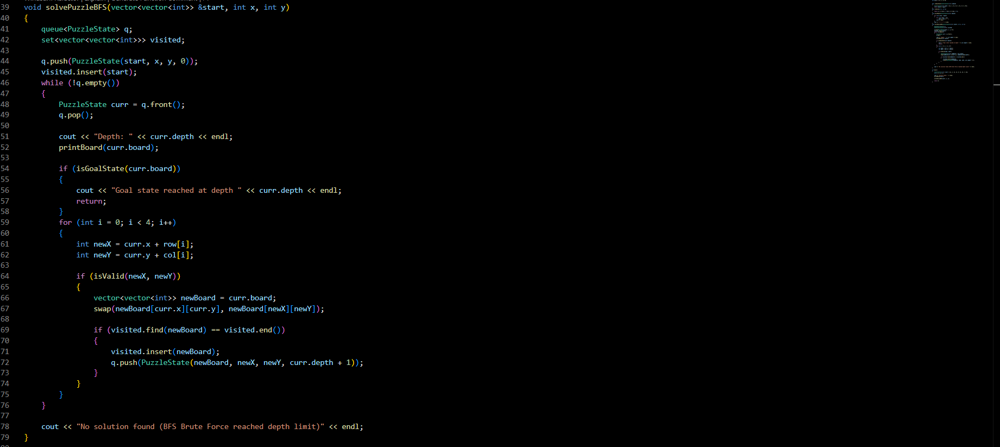 39 void solvePuzzleBFS(vector<vector<int>> &start, int x, int y)
40 {
41 queue<PuzzleState> q;
42 set<vector<vector<int>>> visited;
43
44 q.push(PuzzleState(start, x, y, 0));
45 visited.insert(start);
46 while (!q.empty())
47 {
48 PuzzleState curr = q.front();
49 q.pop();
50
51 cout << "Depth: " << curr.depth << endl;
52 printBoard(curr.board);
53
54 if (isGoalState(curr.board))
55 {
56 cout << "Goal state reached at depth " << curr.depth << endl;
57 return;
58 }
59 for (int i = 0; i < 4; i++)
60 {
61 int newX = curr.x + row[i];
62 int newY = curr.y + col[i];
63
64 if (isValid(newX, newY))
65 {
66 vector<vector<int>> newBoard = curr.board;
67 swap(newBoard[curr.x][curr.y], newBoard[newX][newY]);
68
69 if (visited.find(newBoard) == visited.end())
70 {
71 visited.insert(newBoard);
72 q.push(PuzzleState(newBoard, newX, newY, curr.depth + 1));
73 }
74 }
75 }
76 }
77
78 cout << "No solution found (BFS Brute Force reached depth limit)" << endl;
79 }